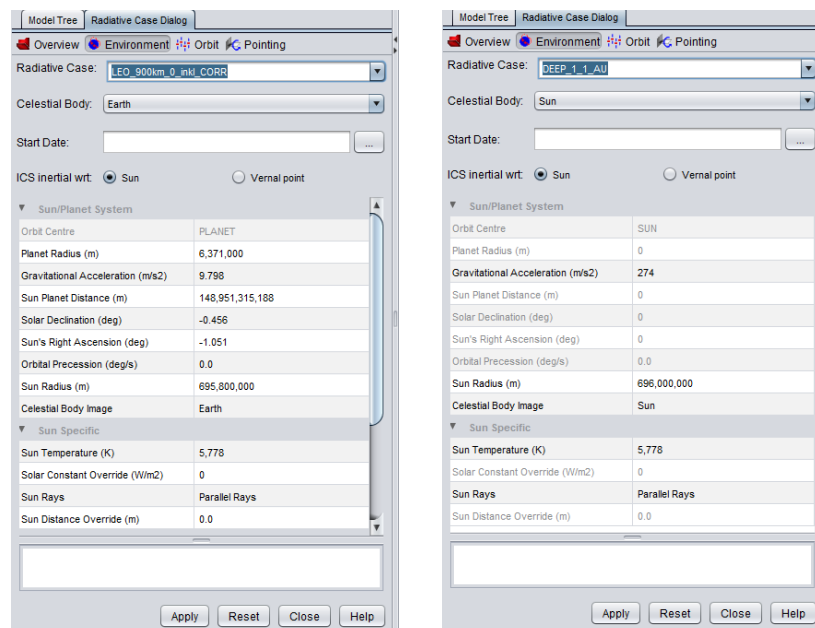 Model Tree Radiative Case Dialog
Overview Environment Orbit Pointing
Radiative Case: LEO_900km_0_inkl_CORR
Celestial Body: Earth
Start Date: ...
ICS inertial wrt: Sun Vernal point
Sun/Planet System
Orbit Centre PLANET
Planet Radius (m) 6,371,000
Gravitational Acceleration (m/s2) 9.798
Sun Planet Distance (m) 148,951,315,188
Solar Declination (deg) -0.456
Sun's Right Ascension (deg) -1.051
Orbital Precession (deg/s) 0.0
Sun Radius (m) 695,800,000
Celestial Body Image Earth
Sun Specific
Sun Temperature (K) 5,778
Solar Constant Override (W/m2) 0
Sun Rays Parallel Rays
Sun Distance Override (m) 0.0
Apply Reset Close Help
Model Tree Radiative Case Dialog
Overview Environment Orbit Pointing
Radiative Case: DEEP_1_1_AU
Celestial Body: Sun
Start Date: ...
ICS inertial wrt: Sun Vernal point
Sun/Planet System
Orbit Centre SUN
Planet Radius (m) 0
Gravitational Acceleration (m/s2) 274
Sun Planet Distance (m) 0
Solar Declination (deg) 0
Sun's Right Ascension (deg) 0
Orbital Precession (deg/s) 0.0
Sun Radius (m) 696,000,000
Celestial Body Image Sun
Sun Specific
Sun Temperature (K) 5,778
Solar Constant Override (W/m2) 0
Sun Rays Parallel Rays
Sun Distance Override (m) 0.0
Apply Reset Close Help